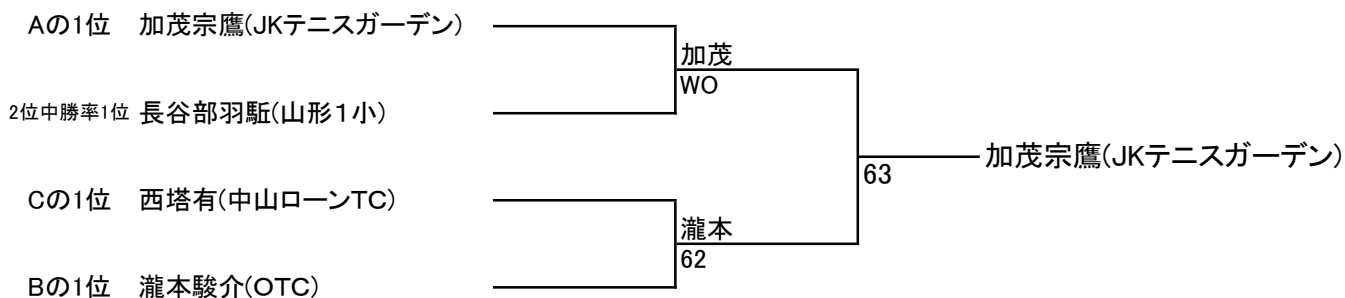 Aの1位 加茂宗鷹(JKテニスガーデン)
加茂
WO
2位中勝率1位 長谷部羽駈(山形1小)
加茂宗鷹(JKテニスガーデン)
63
Cの1位 西塔有(中山ローンTC)
瀧本
62
Bの1位 瀧本駿介(OTC)